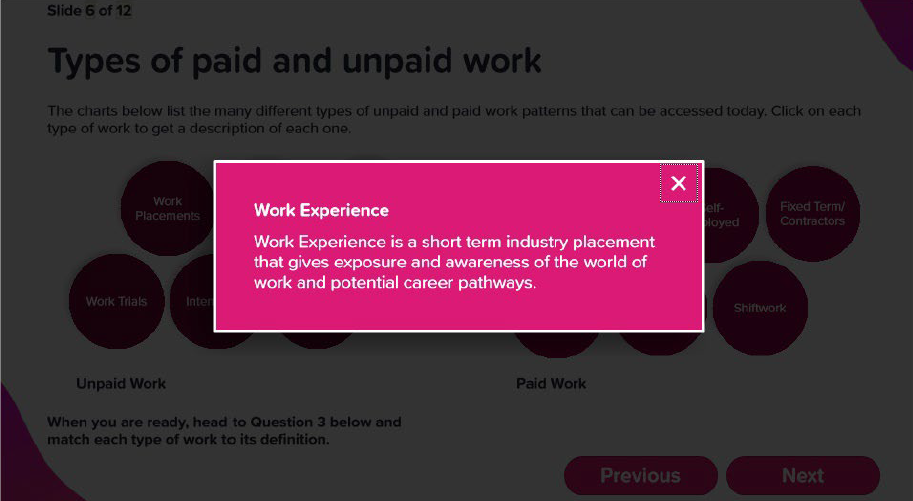 Slide 6 of 12
Types of paid and unpaid work
The charts below list the many different types of unpaid and paid work patterns that can be accessed today. Click on each
type of work to get a description of each one.
Work
Placements
Work Experience
Work Experience is a short term industry placement
that gives exposure and awareness of the world of
work and potential career pathways.
Fixed Term/
Contractors
Work Trials
Shiftwork
Unpaid Work
Paid Work
When you are ready, head to Question 3 below and
match each type of work to its definition.
Previous
Next